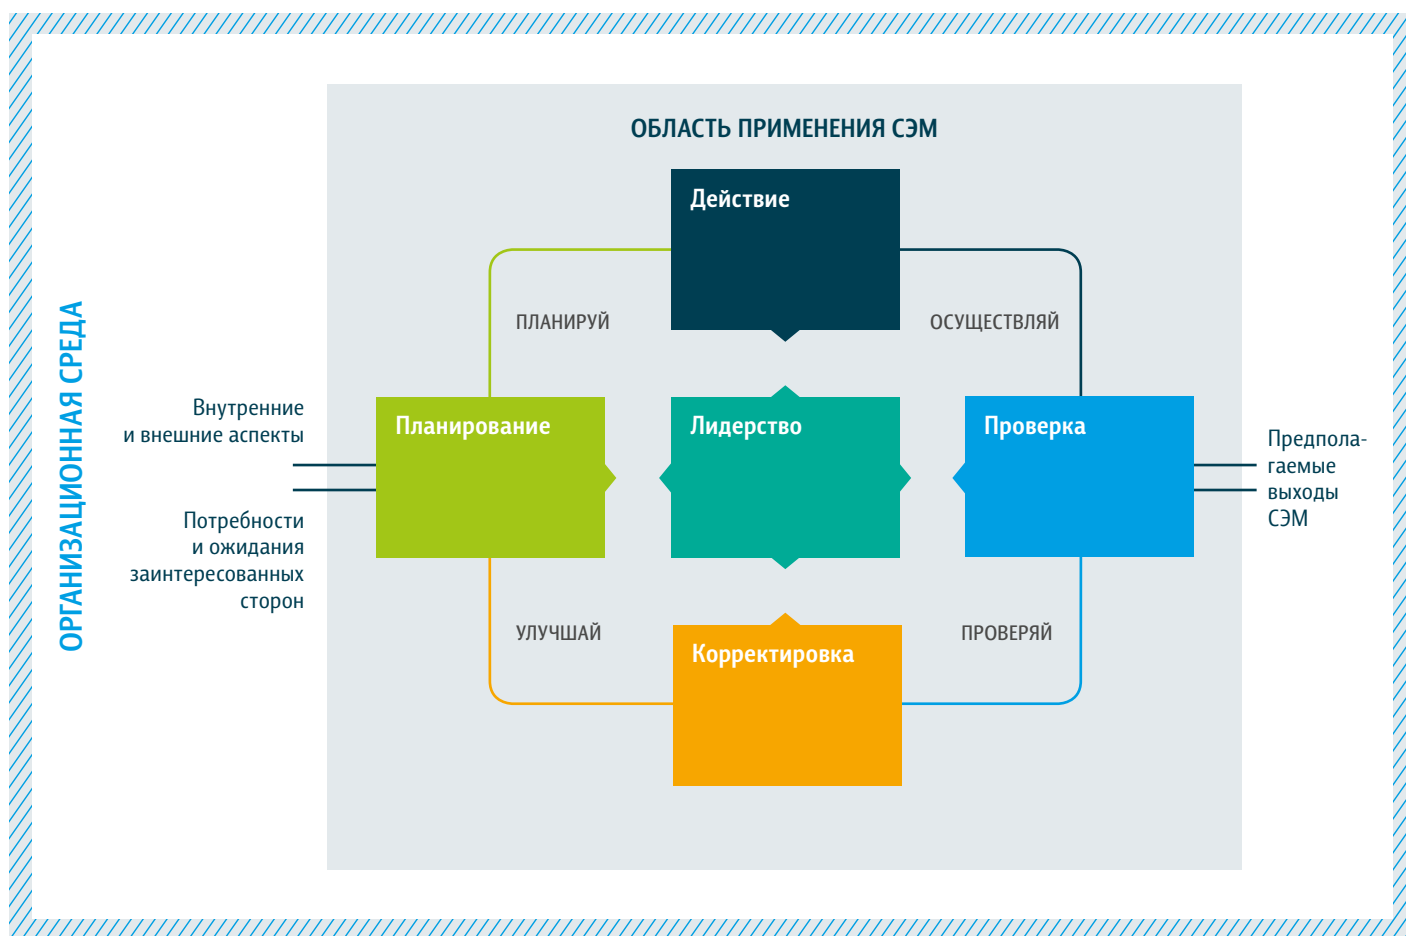 ОРГАНИЗАЦИОННАЯ СРЕДА
ОБЛАСТЬ ПРИМЕНЕНИЯ СЭМ
Действие
ПЛАНИРУЙ
ОСУЩЕСТВЛЯЙ
Внутренние
и внешние аспекты
Потребности
и ожидания
заинтересованных
сторон
Планирование
Лидерство
Проверка
Предпола-
гаемые
выходы
СЭМ
УЛУЧШАЙ
ПРОВЕРЯЙ
Корректировка